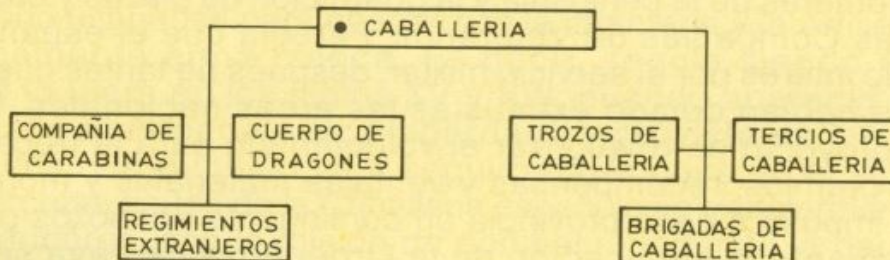 • CABALLERIA
COMPAÑIA DE
CARABINAS
CUERPO DE
DRAGONES
TROZOS DE
CABALLERIA
TERCIOS DE
CABALLERIA
REGIMIENTOS
EXTRANJEROS
BRIGADAS DE
CABALLERIA